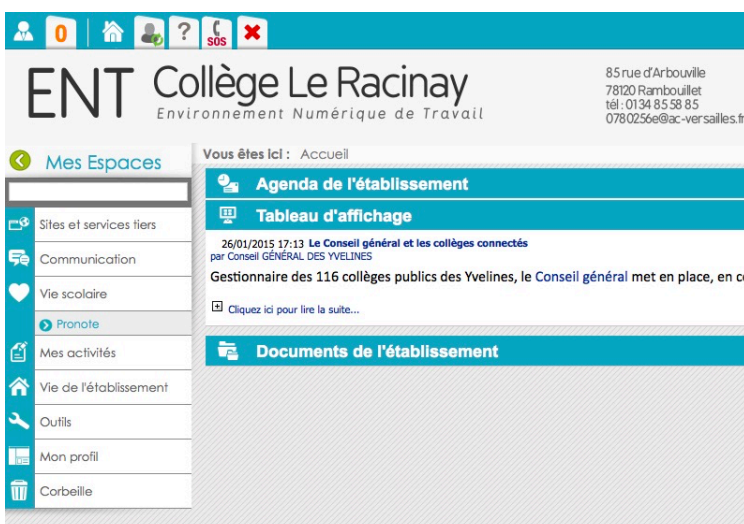 0
?
SOS
ENT Collège Le Racinay
Environnement Numérique de Travail
85 rue d'Arbouville
78120 Rambouillet
tél : 0134 85 58 85
0780256e@ac-versailles.fr
Mes Espaces
Sites et services tiers
Communication
Vie scolaire
Pronote
Mes activités
Vie de l'établissement
Outils
Mon profil
Corbeille
Vous êtes ici : Accueil
Agenda de l'établissement
Tableau d'affichage
26/01/2015 17:13 Le Conseil général et les collèges connectés
par Conseil GÉNÉRAL DES YVELINES
Gestionnaire des 116 collèges publics des Yvelines, le Conseil général met en place, en
Cliquez ici pour lire la suite...
Documents de l'établissement